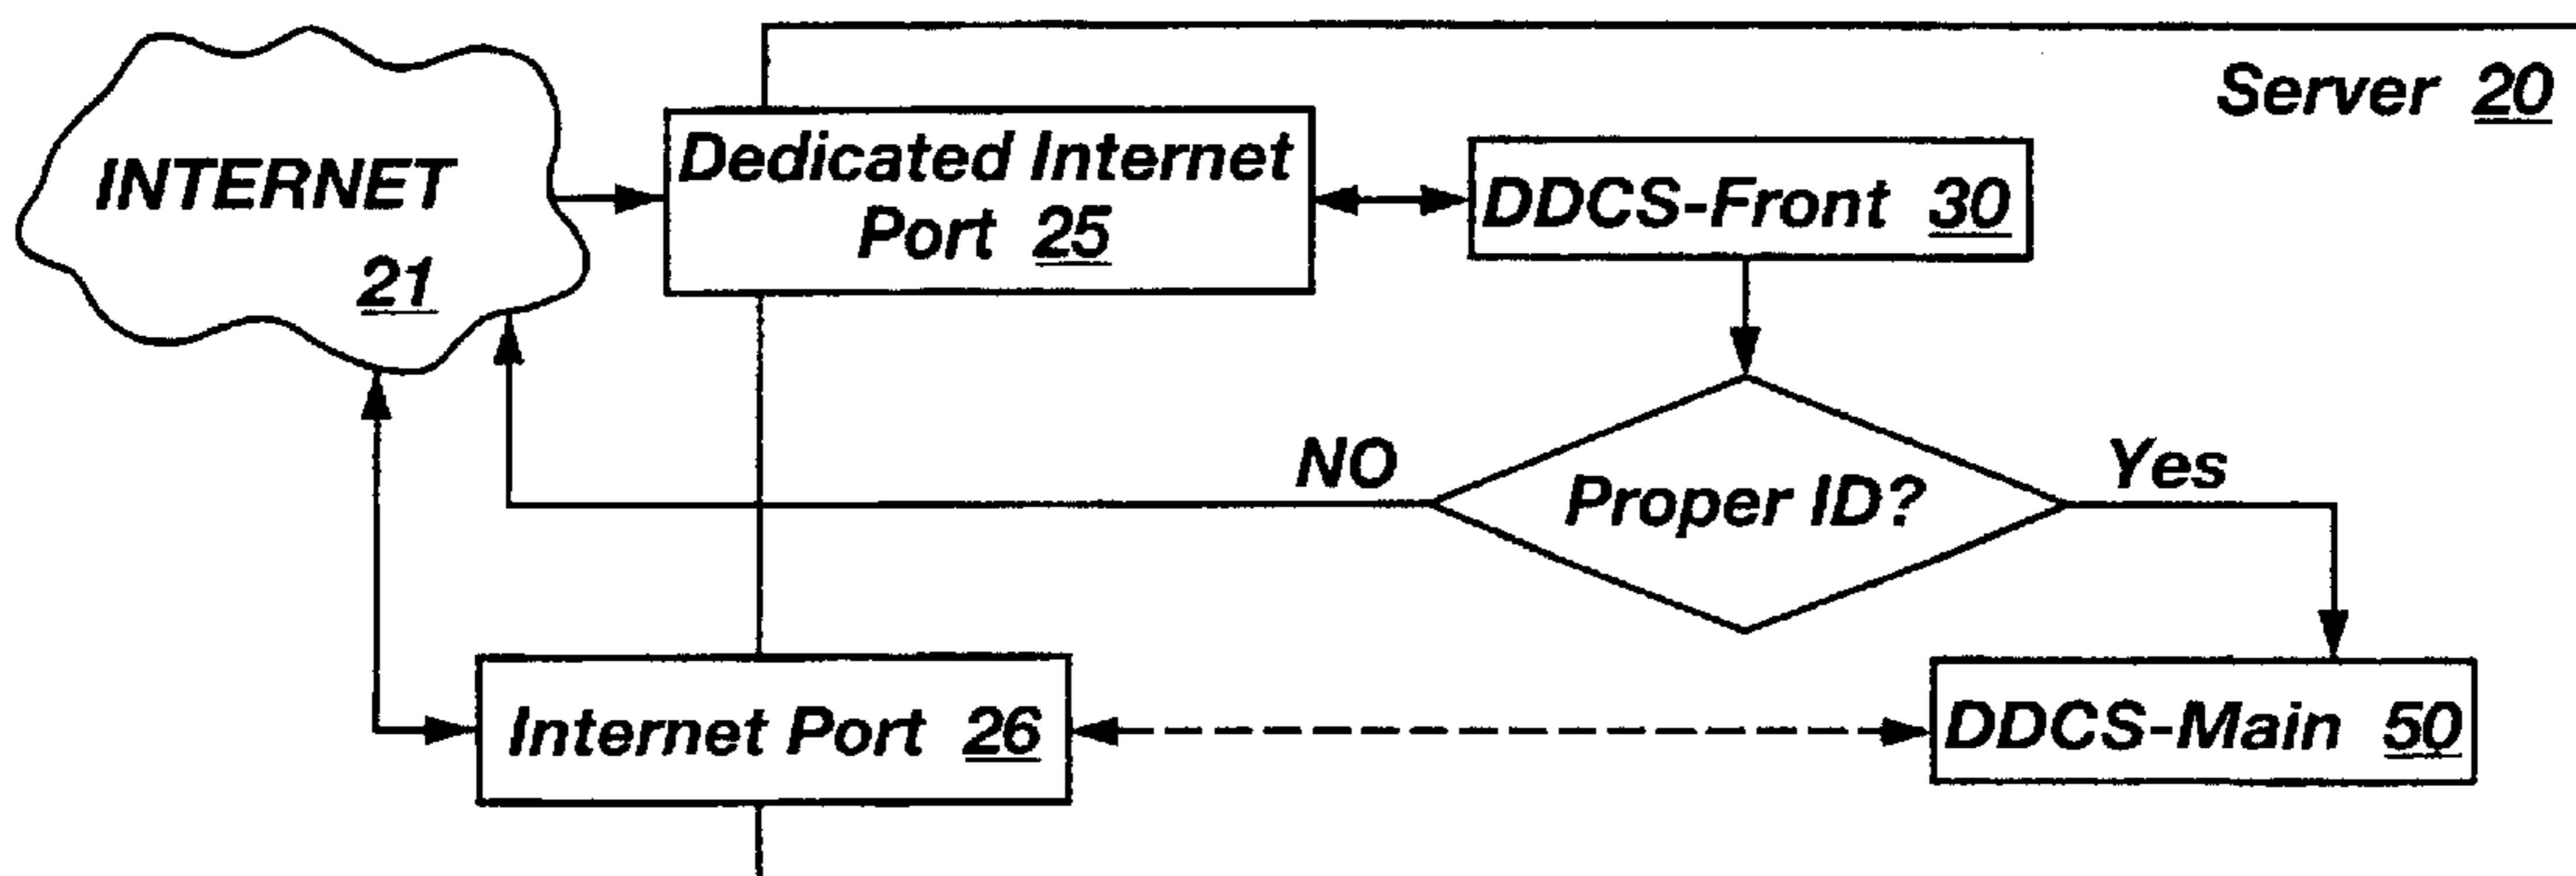 Server 20
INTERNET
21
Dedicated Internet
Port 25
DDCS-Front 30
NO
Proper ID?
Yes
Internet Port 26
DDCS-Main 50